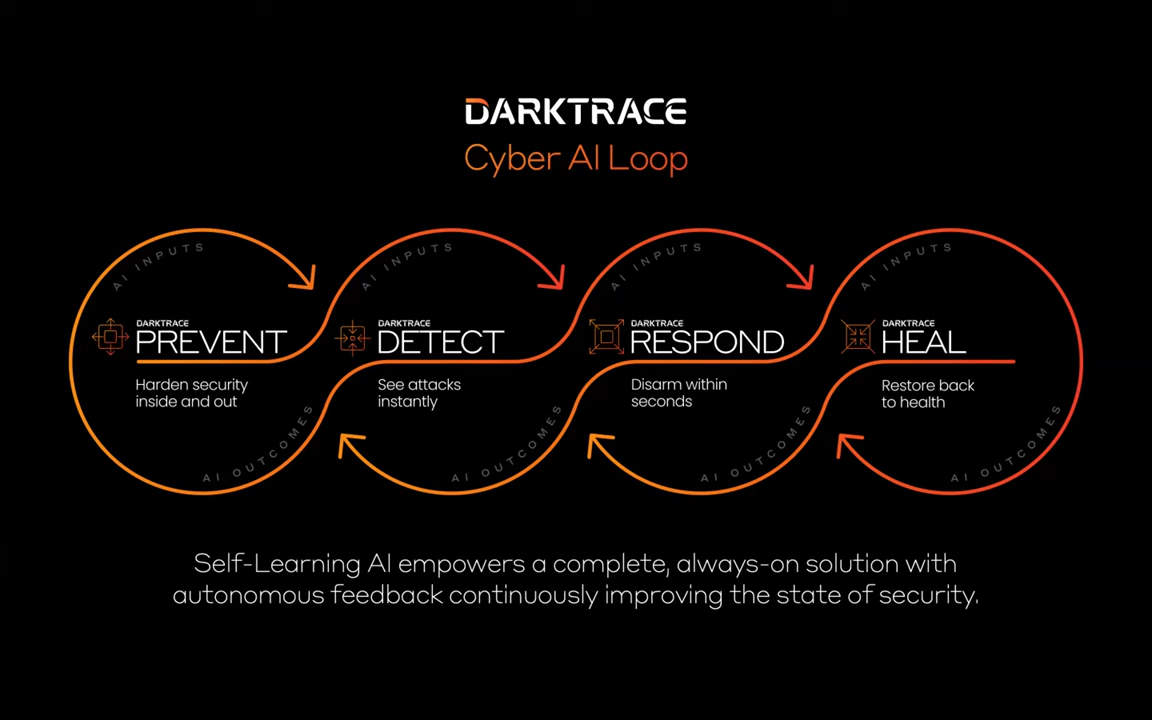 DARKTRACE
Cyber AI Loop
AI INPUTS
AI INPUTS
AI INPUTS
AI INPUTS
DARKTRACE
PREVENT
Harden security
inside and out
DARKTRACE
DETECT
See attacks
instantly
DARKTRACE
RESPOND
Disarm within
seconds
DARKTRACE
HEAL
Restore back
to health
AI OUTCOMES
AI OUTCOMES
AI OUTCOMES
AI OUTCOMES
Self-Learning AI empowers a complete, always-on solution with
autonomous feedback continuously improving the state of security.